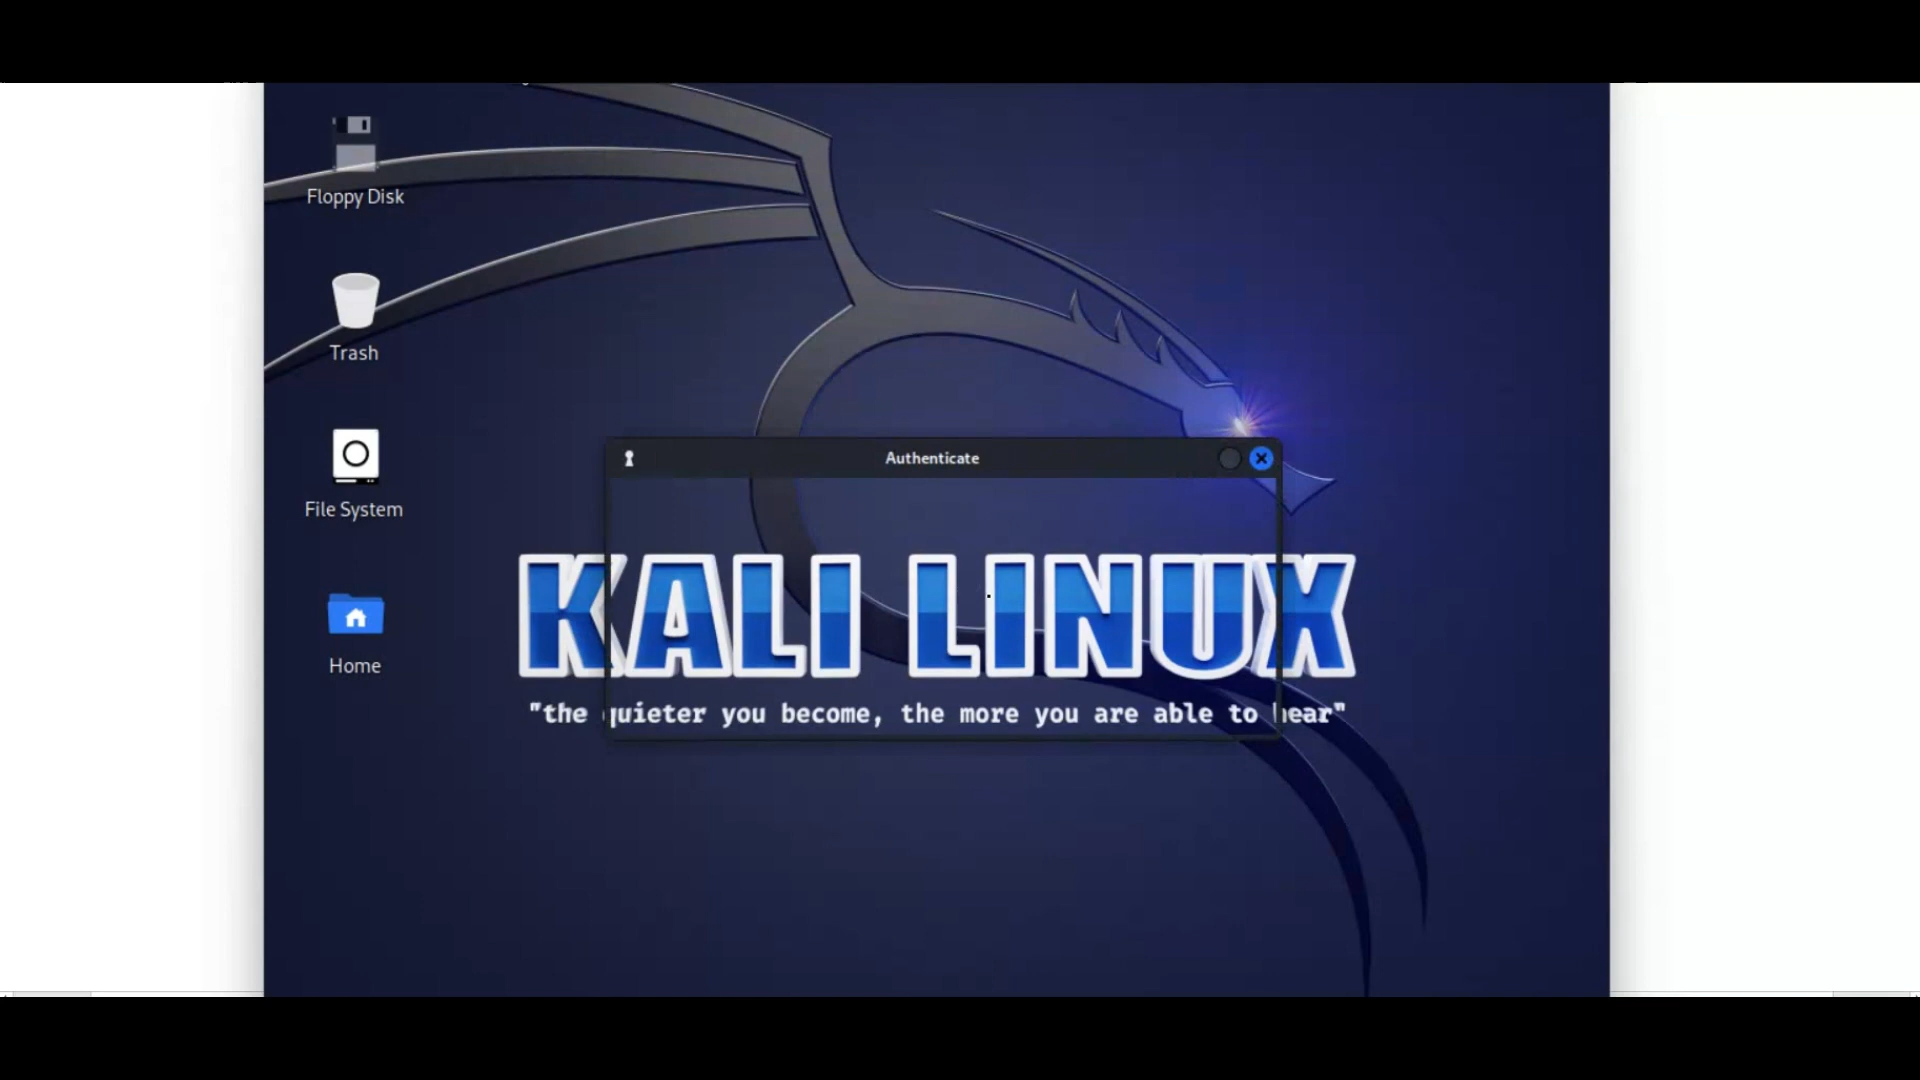 Floppy Disk
Trash
File System
Home
Authenticate
KALI LINUX
"the quieter you become, the more you are able to hear"